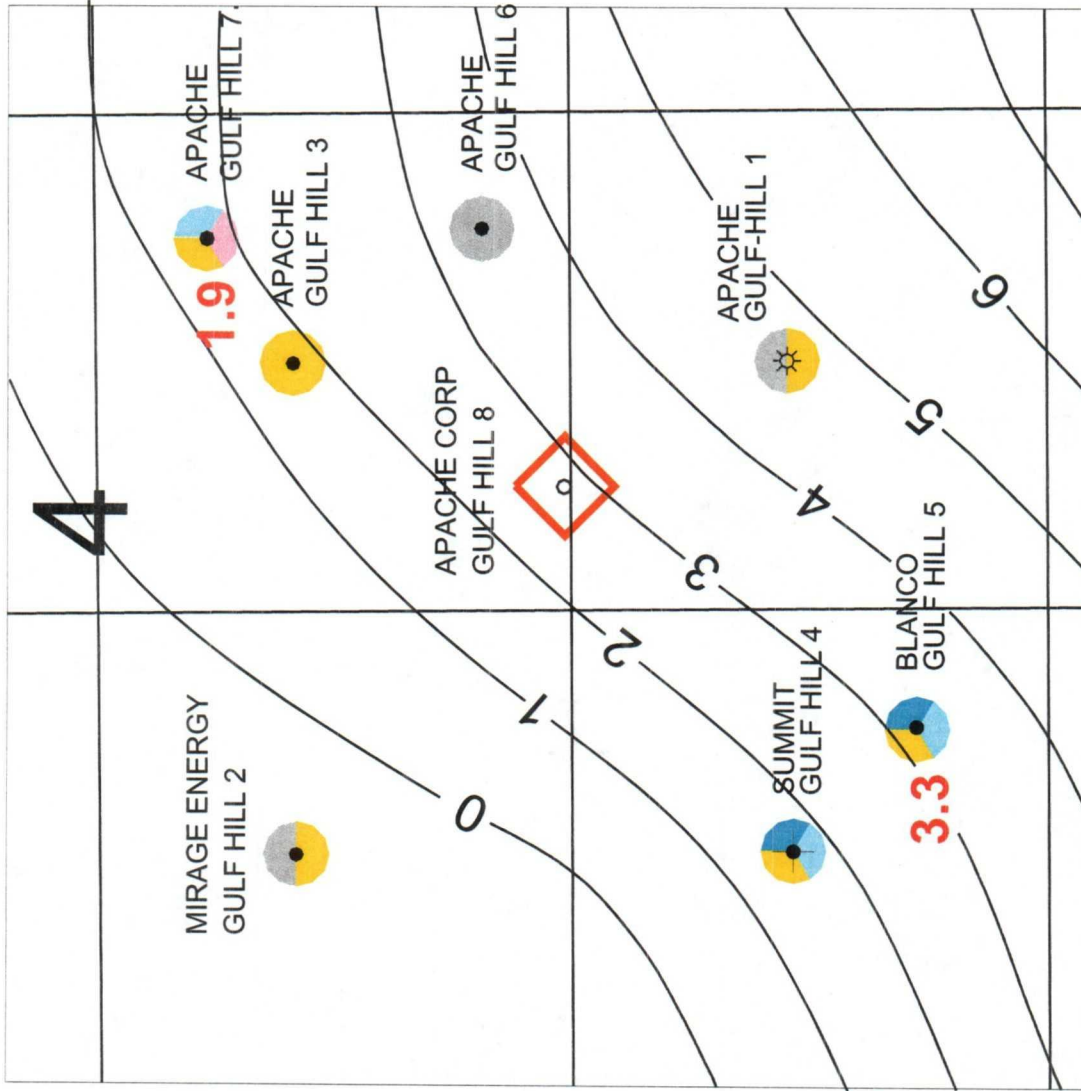 4
APACHE
GULF HILL 7
1.9
APACHE
GULF HILL 3
APACHE
GULF HILL 6
APACHE CORP
GULF HILL 8
APACHE
GULF-HILL 1
MIRAGE ENERGY
GULF HILL 2
SUMMIT
GULF HILL 4
BLANCO
GULF HILL 5
3.3
0
1
2
3
4
5
6